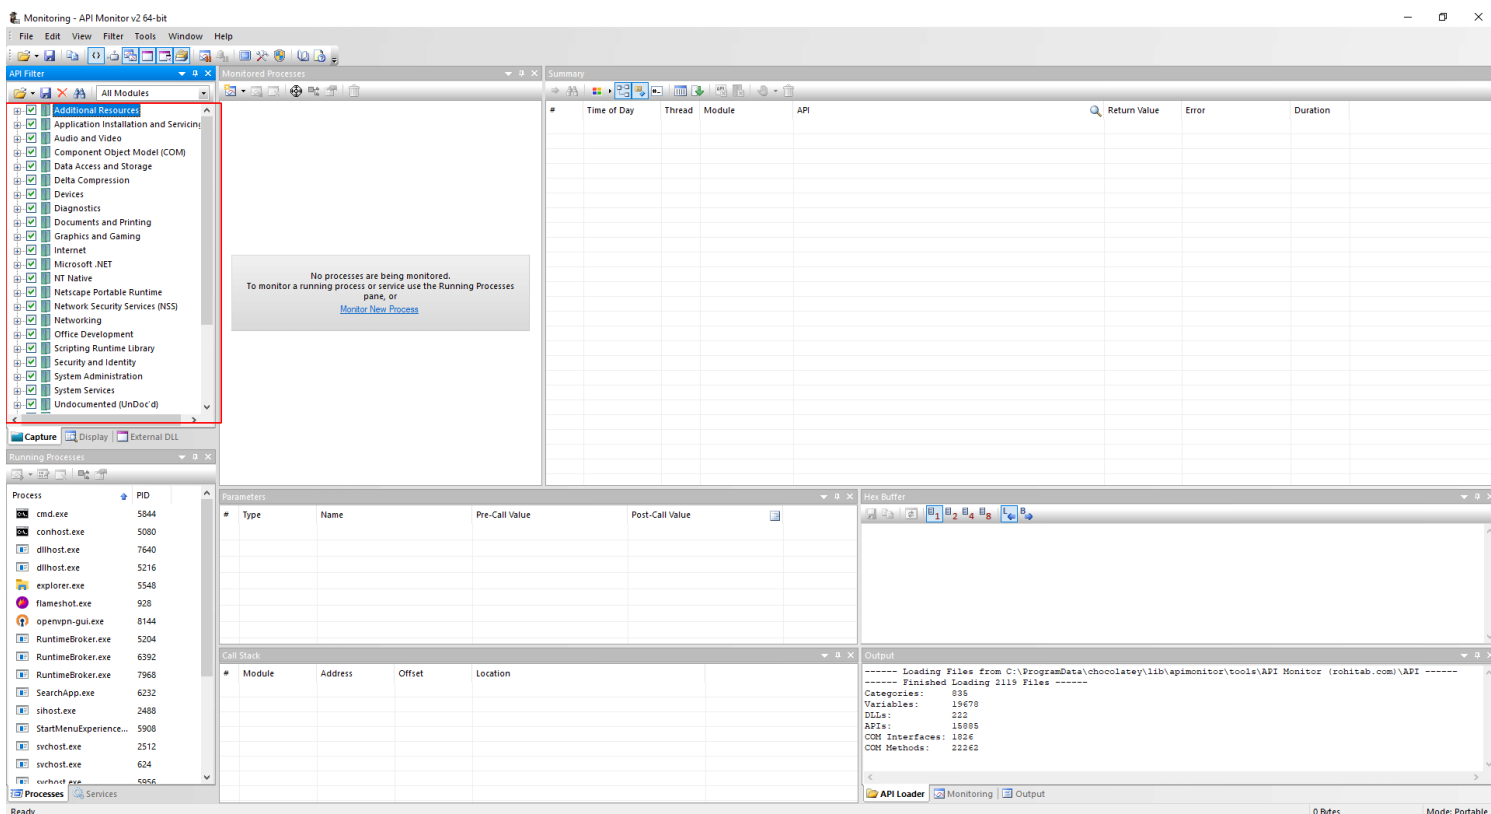 Monitoring - API Monitor v2 64-bit
File Edit View Filter Tools Window Help
API Filter
All Modules
Additional Resources
Application Installation and Servicing
Audio and Video
Component Object Model (COM)
Data Access and Storage
Delta Compression
Devices
Diagnostics
Documents and Printing
Graphics and Gaming
Internet
Microsoft .NET
NT Native
Netscape Portable Runtime
Network Security Services (NSS)
Networking
Office Development
Scripting Runtime Library
Security and Identity
System Administration
System Services
Undocumented (UnDoc'd)
Capture Display External DLL
Monitored Processes
No processes are being monitored.
To monitor a running process or service use the Running Processes
pane, or
Monitor New Process
Summary
# Time of Day Thread Module API Return Value Error Duration
Running Processes
Process PID
cmd.exe 5844
conhost.exe 5080
dllhost.exe 7640
dllhost.exe 5216
explorer.exe 5548
flameshot.exe 928
openvpn-gui.exe 8144
RuntimeBroker.exe 5204
RuntimeBroker.exe 6392
RuntimeBroker.exe 7968
SearchApp.exe 6232
sihost.exe 2488
StartMenuExperience... 5908
svchost.exe 2512
svchost.exe 624
svchost.exe 5956
Processes Services
Parameters
# Type Name Pre-Call Value Post-Call Value
Hex Buffer
1 2 4 8 L B
Call Stack
# Module Address Offset Location
Output
------ Loading Files from C:\ProgramData\chocolatey\lib\apimonitor\tools\API Monitor (rohitab.com)\API ------
------ Finished Loading 2119 Files ------
Categories: 835
Variables: 19678
DLLs: 222
APIs: 15885
COM Interfaces: 1826
COM Methods: 22262
API Loader Monitoring Output
Ready 0 Bytes Mode: Portable